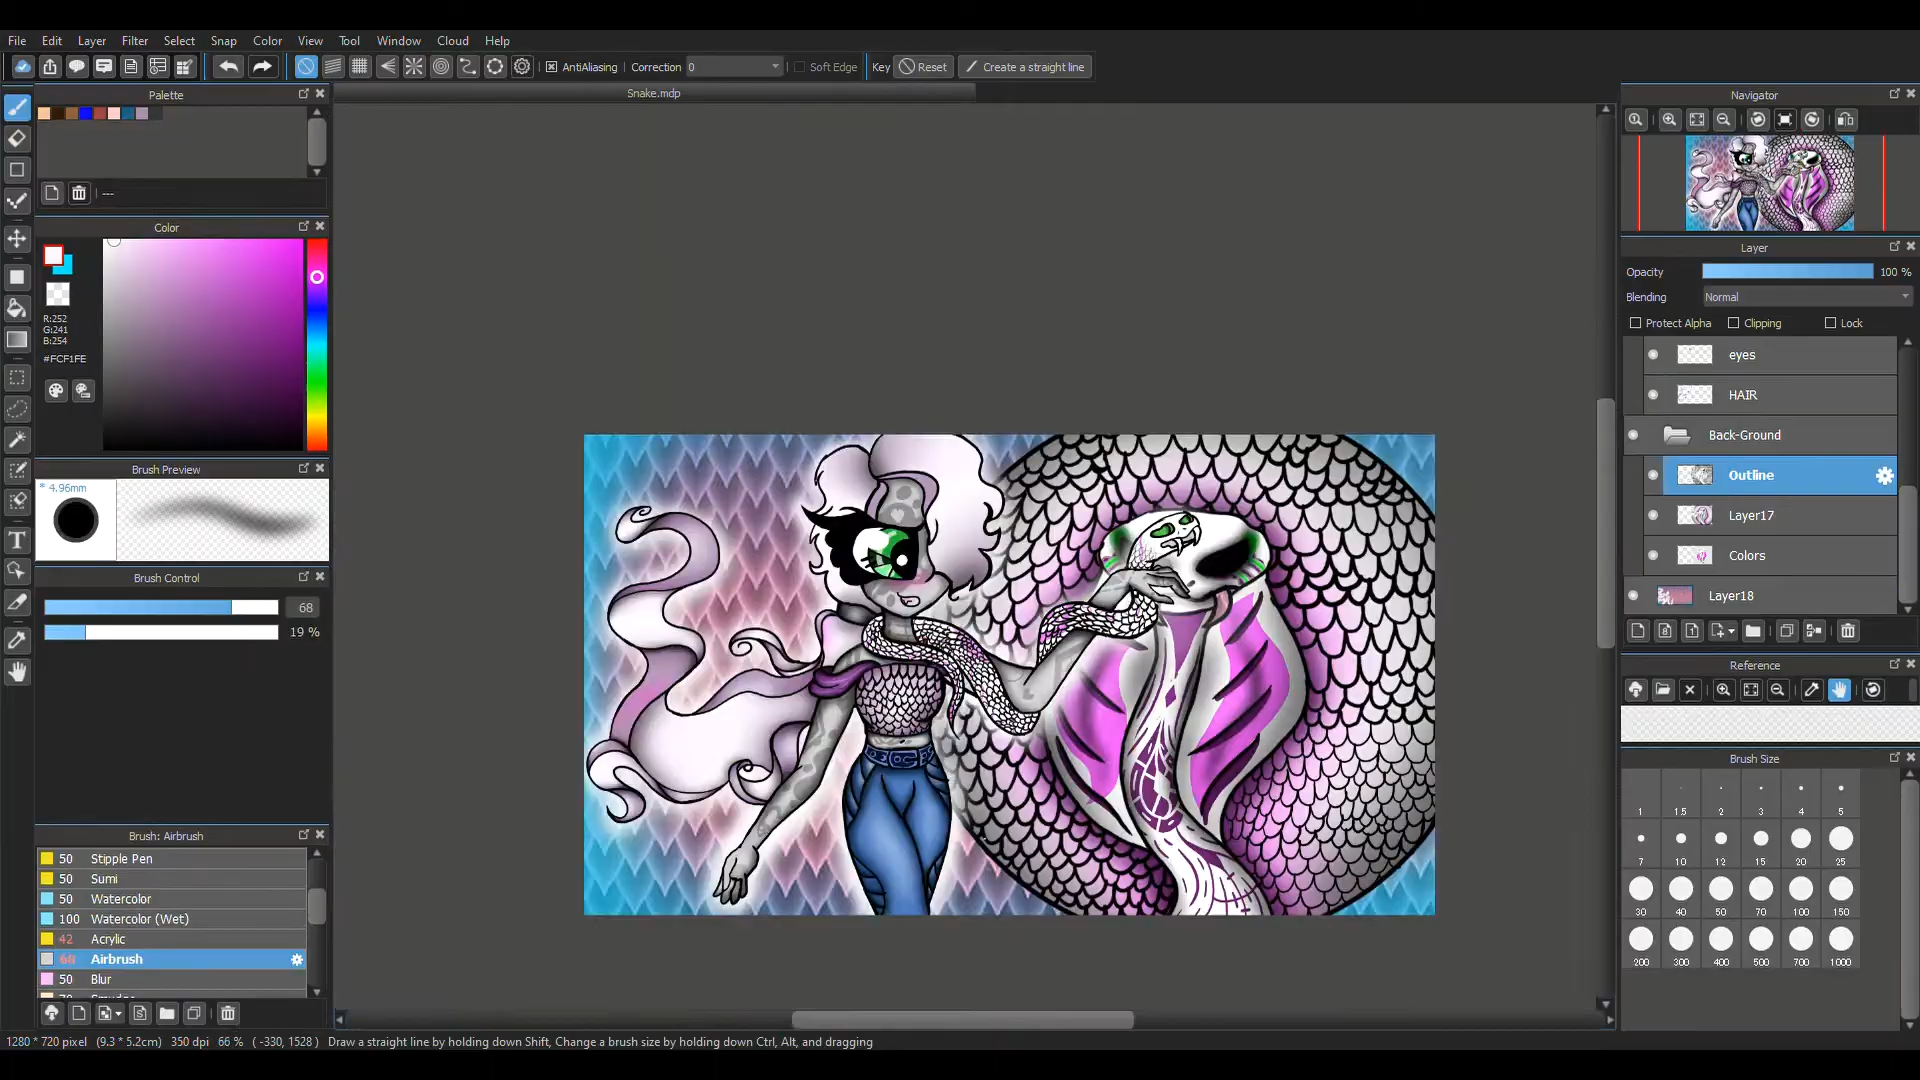 File Edit Layer Filter Select Snap Color View Tool Window Cloud Help
AntiAliasing Correction 0 Soft Edge Key Reset Create a straight line
Palette
Snake.mdp
Navigator
---
Color
R:252
G:241
B:254
#FCF1FE
Layer
Opacity 100 %
Blending Normal
Protect Alpha Clipping Lock
eyes
HAIR
Back-Ground
Outline
Layer17
Colors
Layer18
Brush Preview
* 4.96mm
Brush Control
68
19 %
Reference
Brush Size
1 1.5 2 3 4 5
7 10 12 15 20 25
30 40 50 70 100 150
200 300 400 500 700 1000
Brush: Airbrush
50 Stipple Pen
50 Sumi
50 Watercolor
100 Watercolor (Wet)
42 Acrylic
68 Airbrush
50 Blur
1280 * 720 pixel (9.3 * 5.2cm) 350 dpi 66 % ( -330, 1528 ) Draw a straight line by holding down Shift, Change a brush size by holding down Ctrl, Alt, and dragging